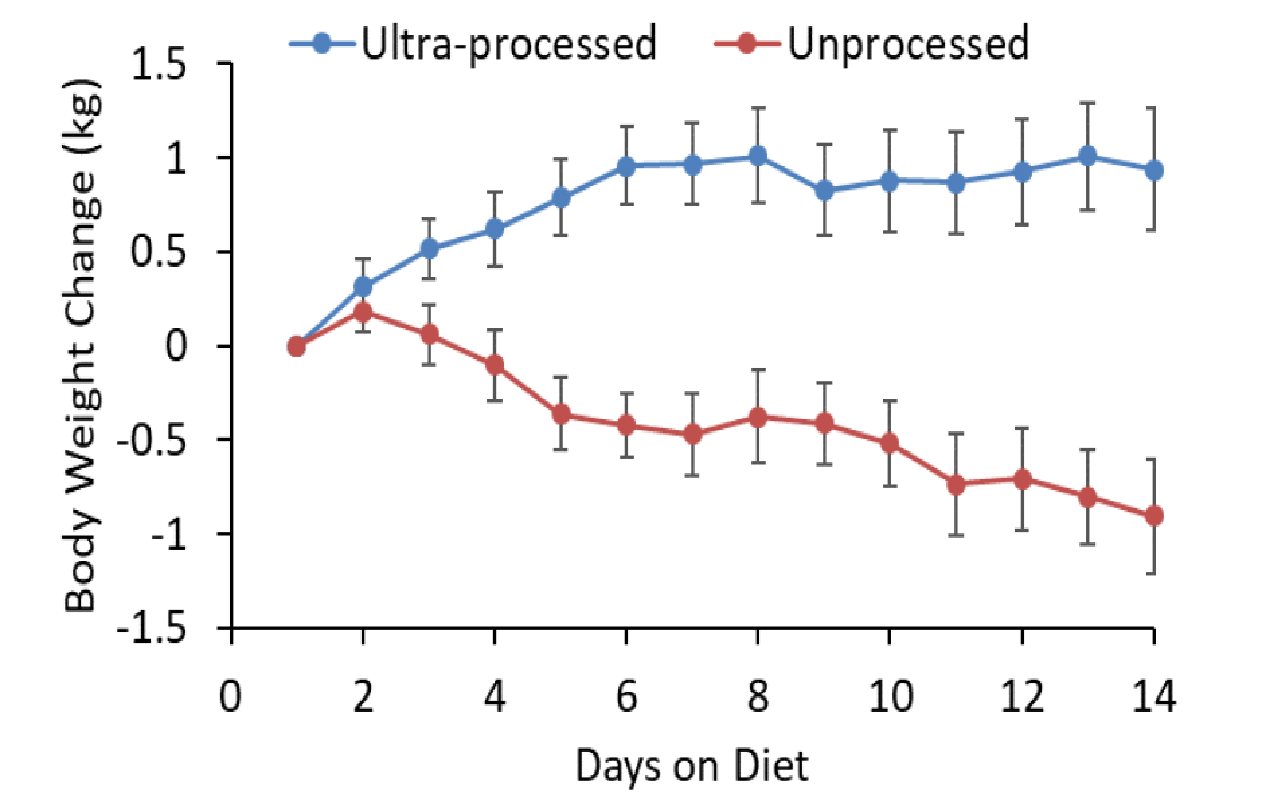 Ultra-processed Unprocessed
Body Weight Change (kg)
1.5
1
0.5
0
-0.5
-1
-1.5
0 2 4 6 8 10 12 14
Days on Diet